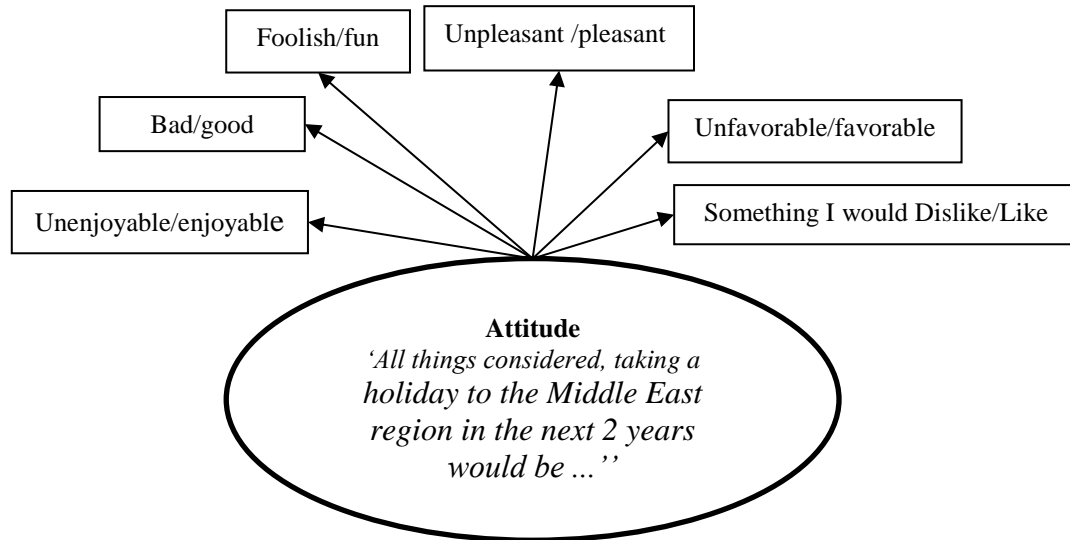 Foolish/fun
Unpleasant /pleasant
Bad/good
Unfavorable/favorable
Unenjoyable/enjoyable
Something I would Dislike/Like
Attitude
‘All things considered, taking a
holiday to the Middle East
region in the next 2 years
would be ...’’